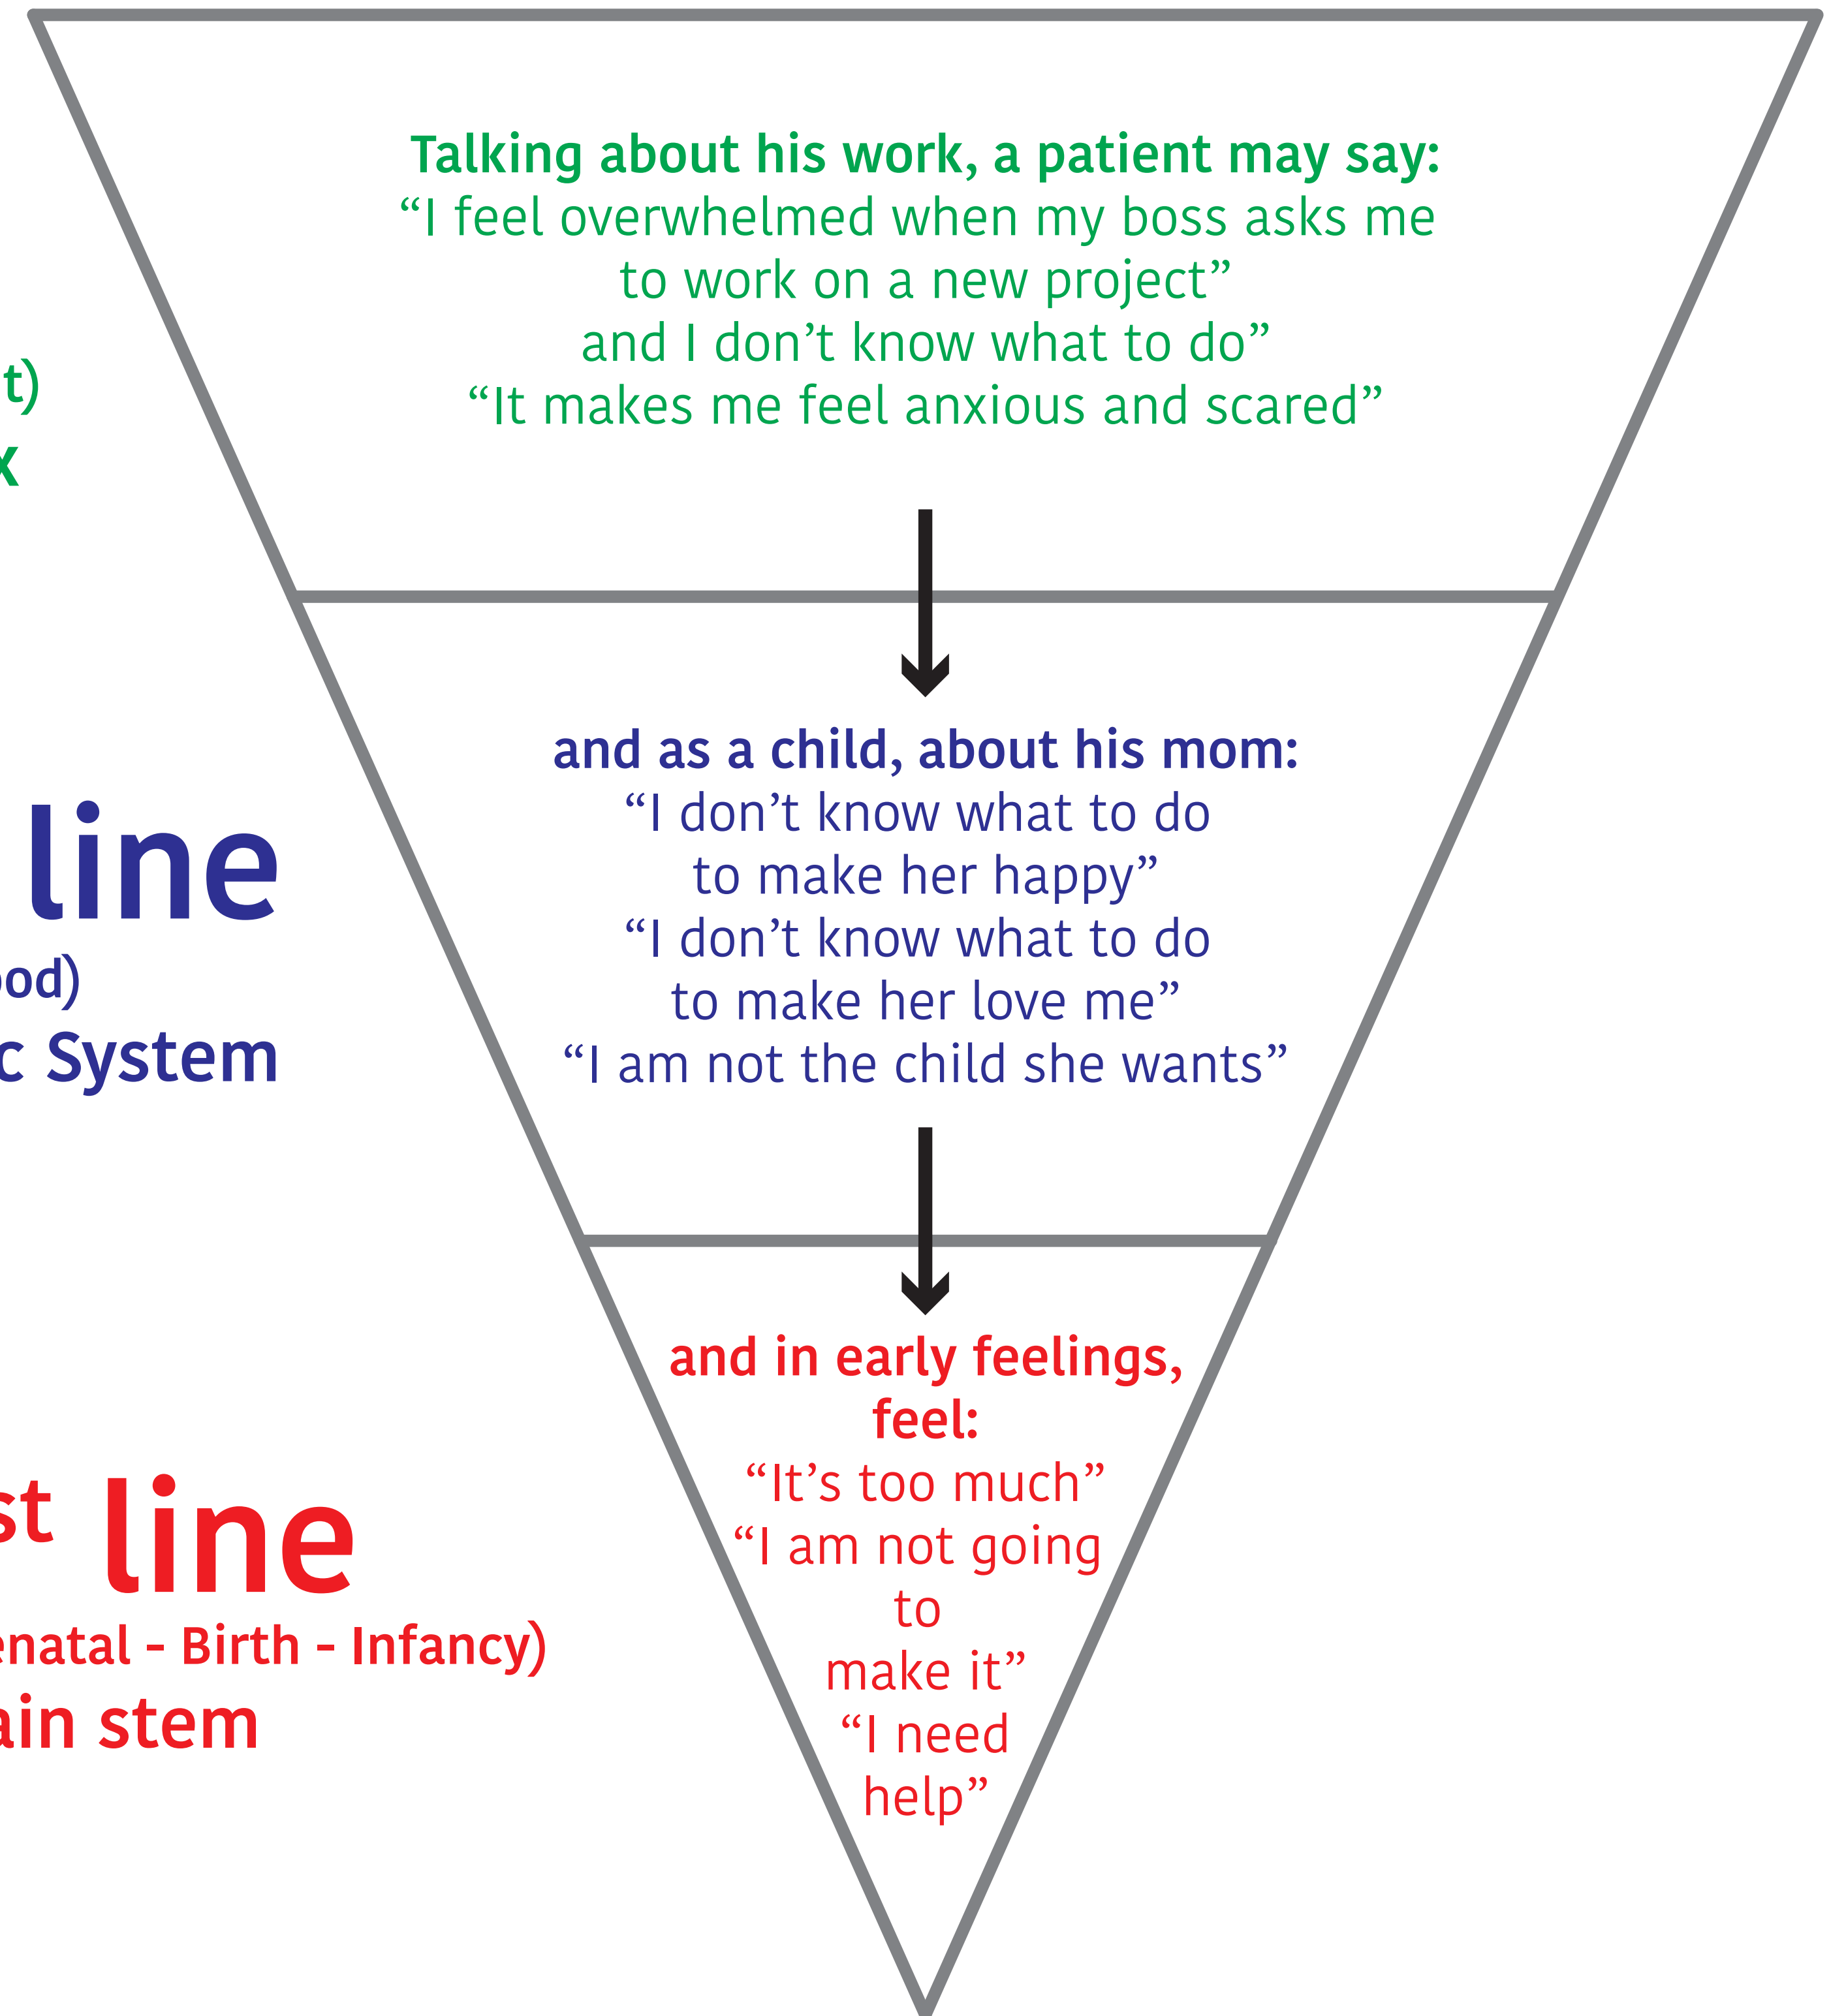 Talking about his work, a patient may say:
“I feel overwhelmed when my boss asks me
to work on a new project”
and I don’t know what to do”
“It makes me feel anxious and scared”
t)
x
and as a child, about his mom:
“I don’t know what to do
to make her happy”
“I don’t know what to do
to make her love me”
“I am not the child she wants”
line
ood)
c System
and in early feelings,
feel:
“It’s too much”
“I am not going
to
make it”
“I need
help”
st line
enatal - Birth - Infancy)
ain stem